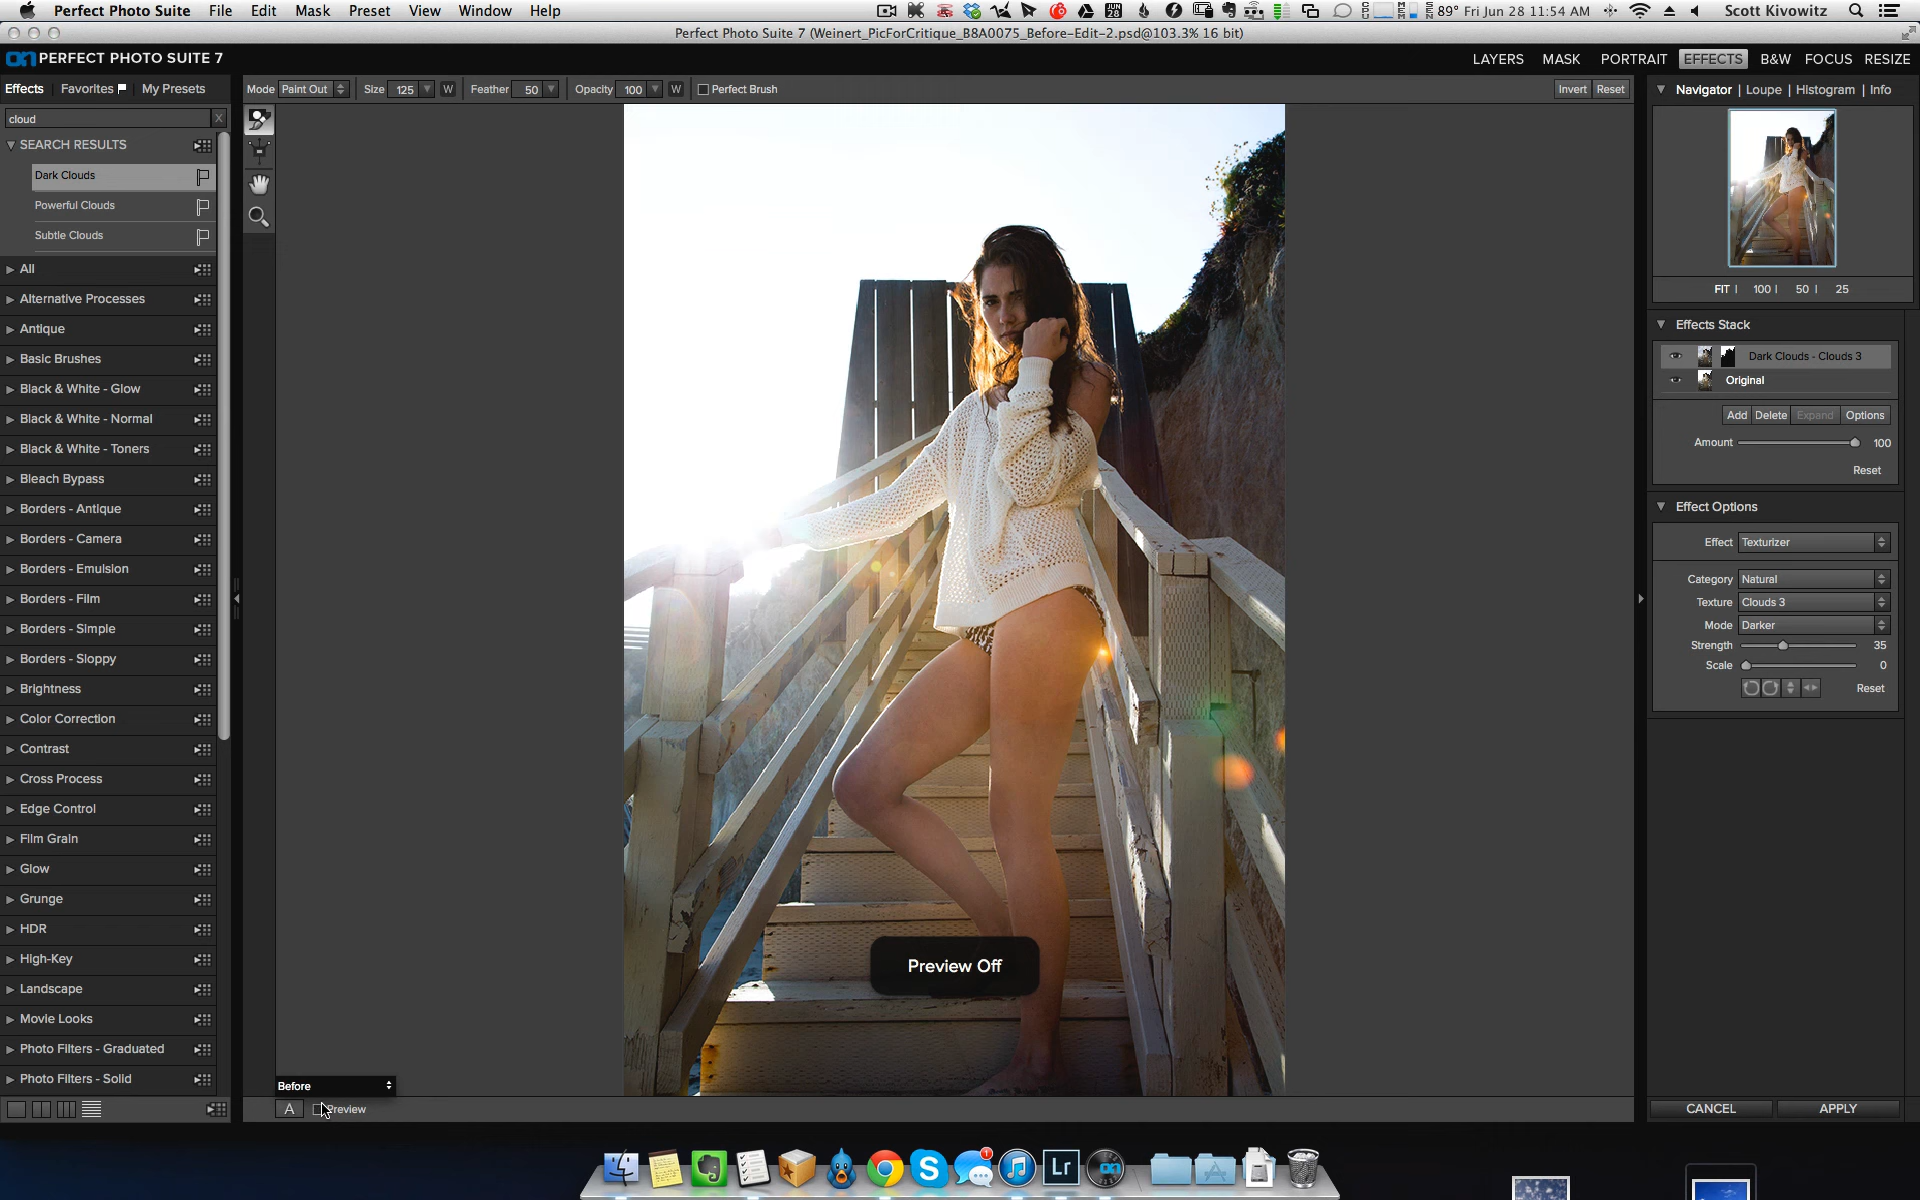 Perfect Photo Suite File Edit Mask Preset View Window Help
JUN 28
89° Fri Jun 28 11:54 AM Scott Kivowitz
Perfect Photo Suite 7 (Weinert_PicForCritique_B8A0075_Before-Edit-2.psd@103.3% 16 bit)
on PERFECT PHOTO SUITE 7
LAYERS MASK PORTRAIT EFFECTS B&W FOCUS RESIZE
Effects Favorites My Presets
Mode Paint Out Size 125 W Feather 50 Opacity 100 W Perfect Brush Invert Reset
Navigator | Loupe | Histogram | Info
cloud X
SEARCH RESULTS
Dark Clouds
Powerful Clouds
Subtle Clouds
All
Alternative Processes
Antique
Basic Brushes
Black & White - Glow
Black & White - Normal
Black & White - Toners
Bleach Bypass
Borders - Antique
Borders - Camera
Borders - Emulsion
Borders - Film
Borders - Simple
Borders - Sloppy
Brightness
Color Correction
Contrast
Cross Process
Edge Control
Film Grain
Glow
Grunge
HDR
High-Key
Landscape
Movie Looks
Photo Filters - Graduated
Photo Filters - Solid
Preview Off
Before
A Preview
FIT | 100 | 50 | 25
Effects Stack
Dark Clouds - Clouds 3
Original
Add Delete Expand Options
Amount 100
Reset
Effect Options
Effect Texturizer
Category Natural
Texture Clouds 3
Mode Darker
Strength 35
Scale 0
Reset
CANCEL APPLY
1
Lr
on